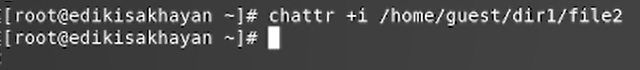 [root@edikisakhayan ~]# chattr +i /home/guest/dir1/file2
[root@edikisakhayan ~]#